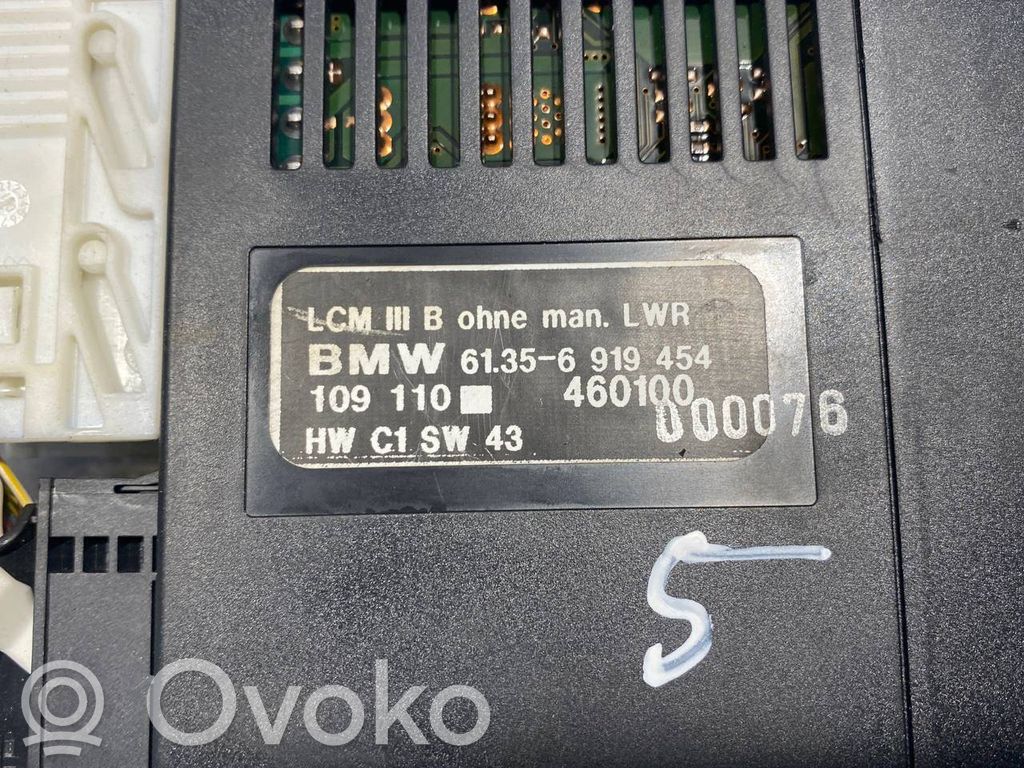 LCM III B ohne man. LWR
BMW 61.35-6 919 454
109 110 460100
000076
HW C1 SW 43
5
Ovoko